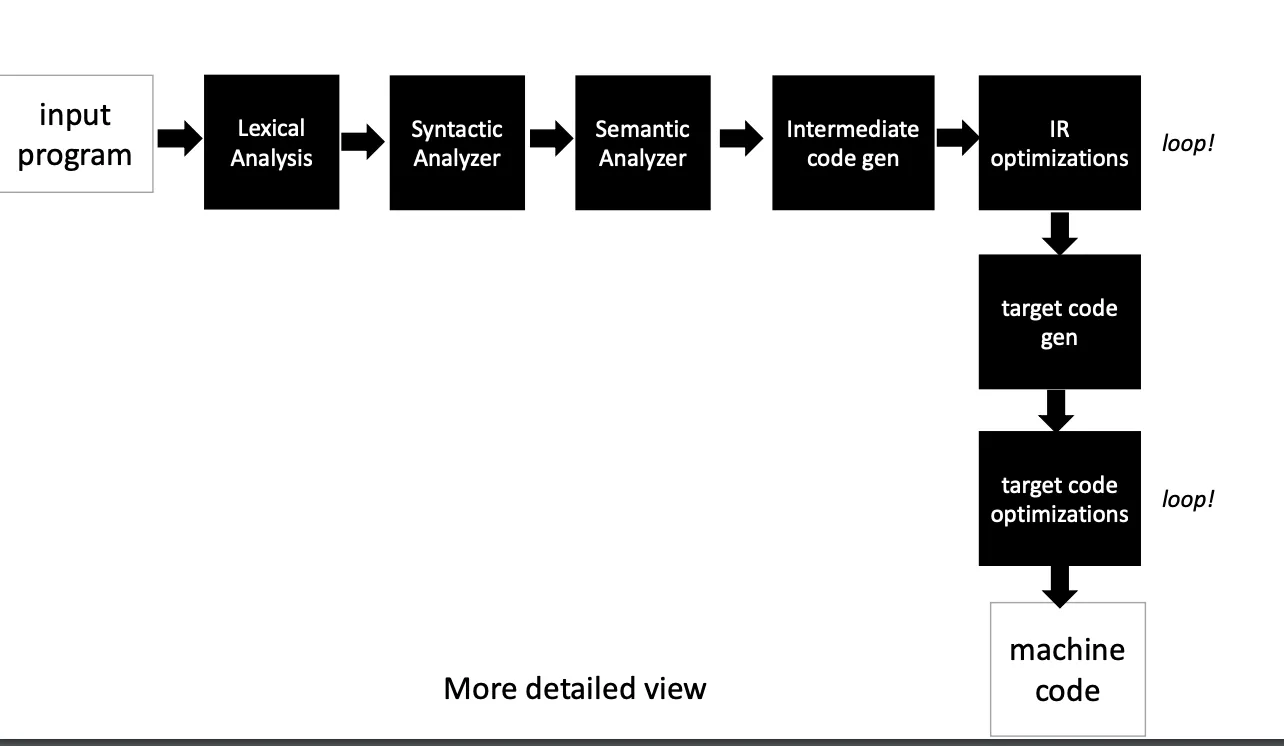 input
program
Lexical
Analysis
Syntactic
Analyzer
Semantic
Analyzer
Intermediate
code gen
IR
optimizations
loop!
target code
gen
target code
optimizations
loop!
machine
code
More detailed view